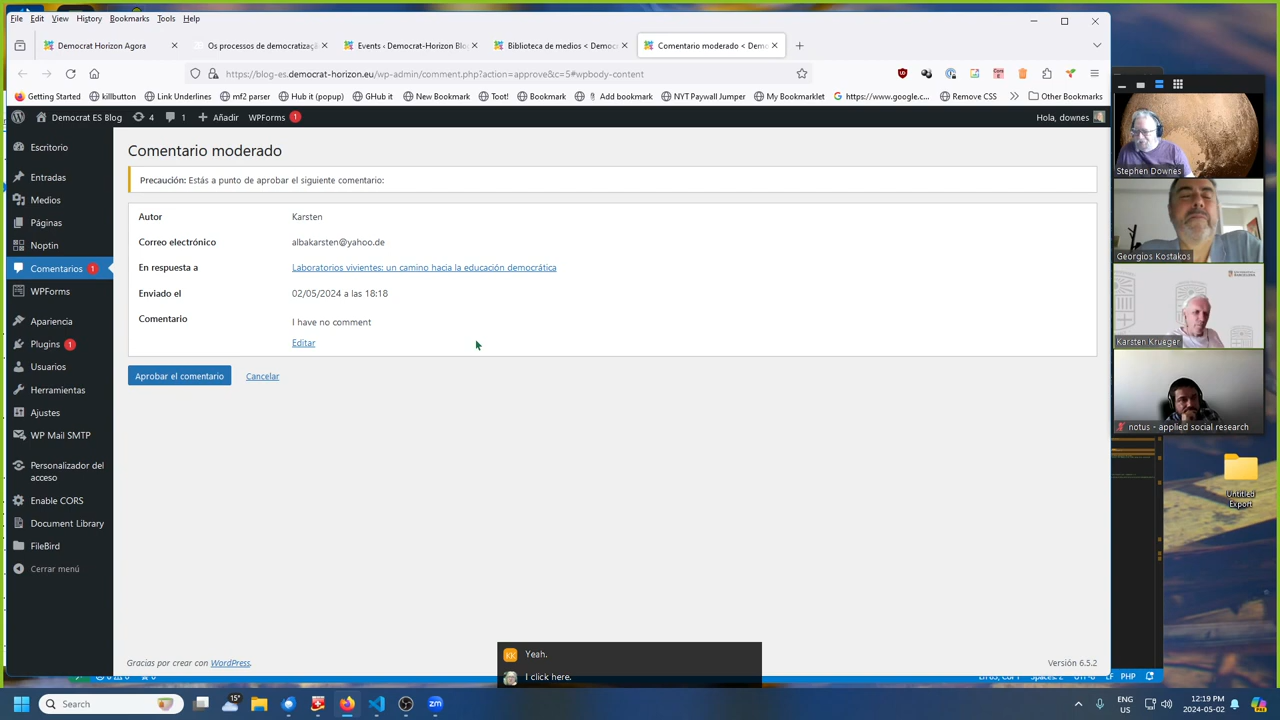 File Edit View History Bookmarks Tools Help
Democrat Horizon Agora
Os processos de democratizaçã
Events ‹ Democrat-Horizon Blo
Biblioteca de medios < Democ
Comentario moderado < Demo
https://blog-es.democrat-horizon.eu/wp-admin/comment.php?action=approve&c=5#wpbody-content
Getting Started killbutton Link Underlines mf2 parser Hub it (popup) GHub it New Bookmark Toot! Bookmark Add bookmark NYT Paywall Jumper My Bookmarklet https://www.google.c... Remove CSS Other Bookmarks
Democrat ES Blog 4 1 Añadir WPForms 1
Hola, downes
Escritorio
Entradas
Medios
Páginas
Noptin
Comentarios 1
WPForms
Apariencia
Plugins 1
Usuarios
Herramientas
Ajustes
WP Mail SMTP
Personalizador del
acceso
Enable CORS
Document Library
FileBird
Cerrar menú
Comentario moderado
Precaución: Estás a punto de aprobar el siguiente comentario:
Autor Karsten
Correo electrónico albakarsten@yahoo.de
En respuesta a Laboratorios vivientes: un camino hacia la educación democrática
Enviado el 02/05/2024 a las 18:18
Comentario
I have no comment
Editar
Aprobar el comentario Cancelar
Gracias por crear con WordPress.
Versión 6.5.2
Stephen Downes
Georgios Kostakos
Karsten Krueger
notus - applied social research
Untitled
Export
KK Yeah.
I click here.
LF PHP
Search
15°
ENG
US
12:19 PM
2024-05-02